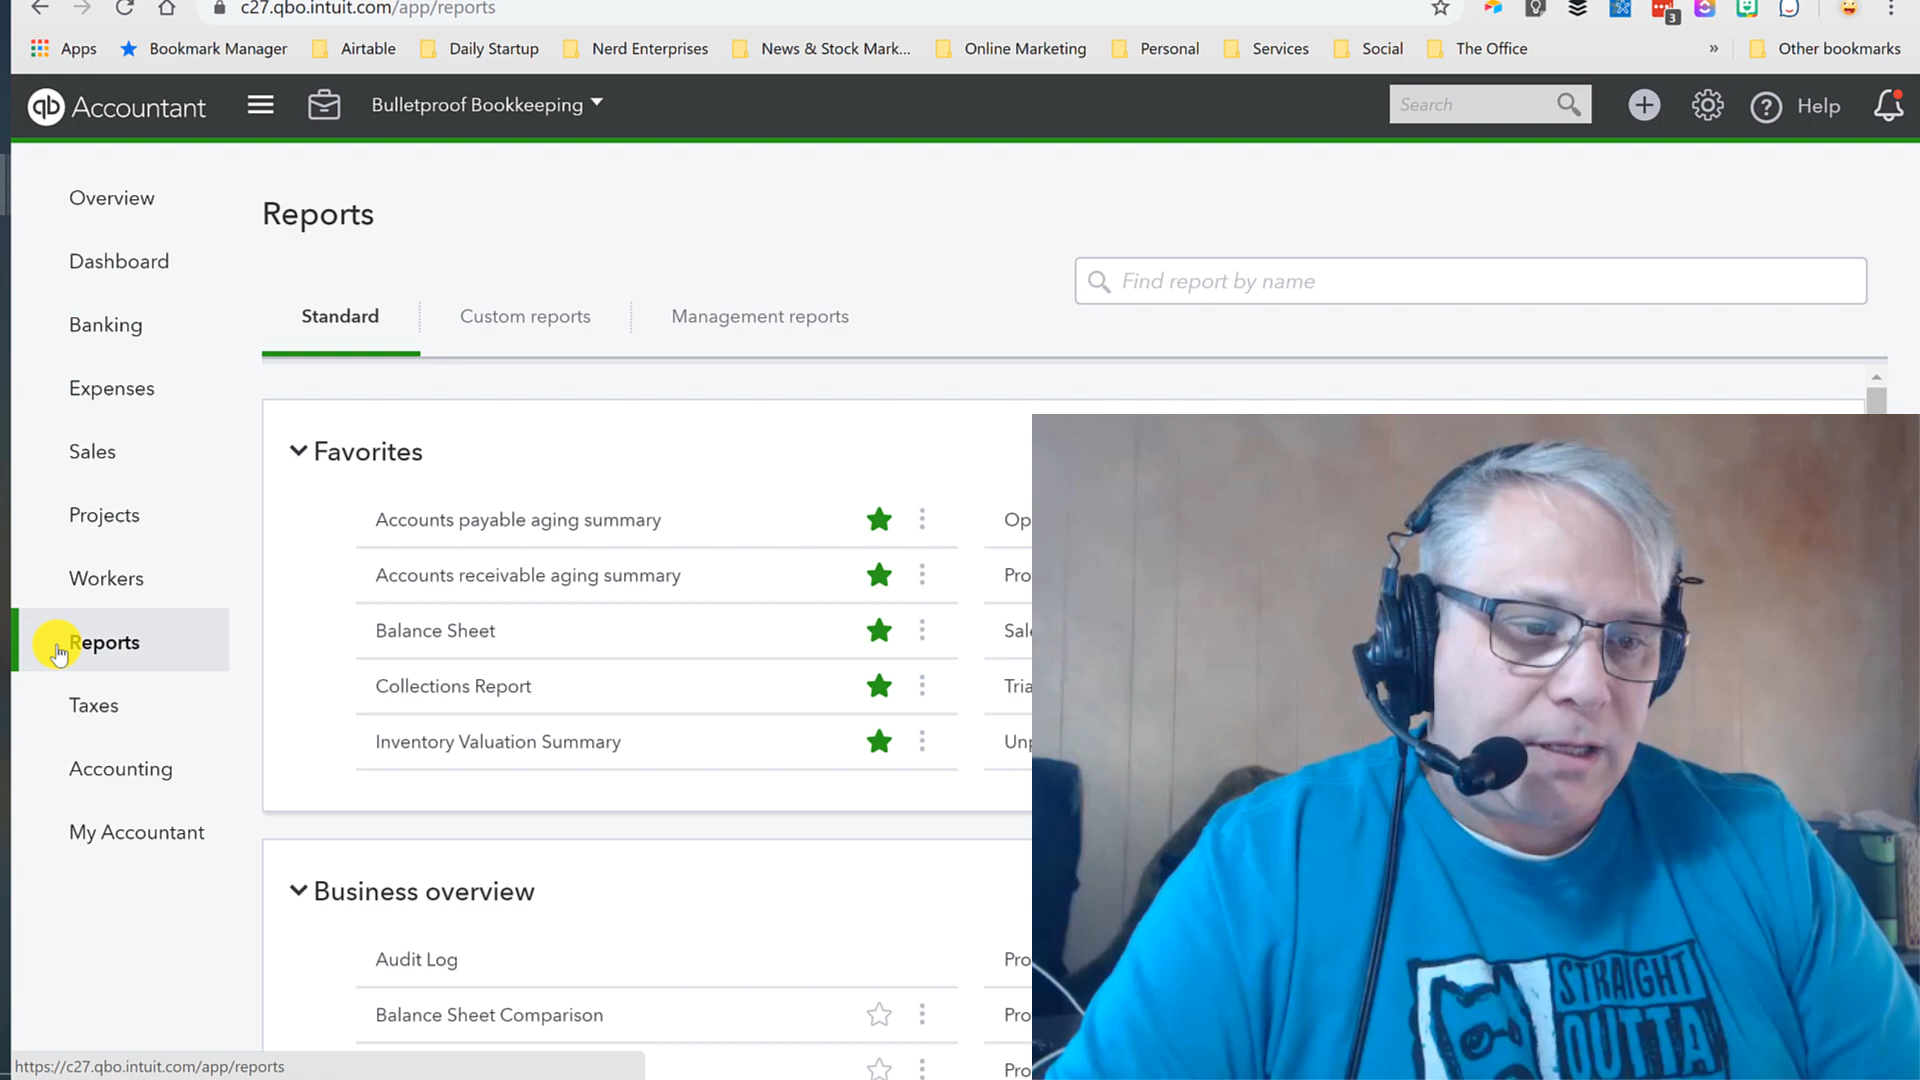 c27.qbo.intuit.com/app/reports
3
Apps Bookmark Manager Airtable Daily Startup Nerd Enterprises News & Stock Mark... Online Marketing Personal Services Social The Office » Other bookmarks
qb Accountant Bulletproof Bookkeeping Search Help
Overview
Dashboard
Banking
Expenses
Sales
Projects
Workers
Reports
Taxes
Accounting
My Accountant
Reports
Find report by name
Standard Custom reports Management reports
Favorites
Accounts payable aging summary Op
Accounts receivable aging summary Pro
Balance Sheet Sal
Collections Report Tria
Inventory Valuation Summary Unp
Business overview
Audit Log Pro
Balance Sheet Comparison Pro
Pro
https://c27.qbo.intuit.com/app/reports
STRAIGHT
OUTTA